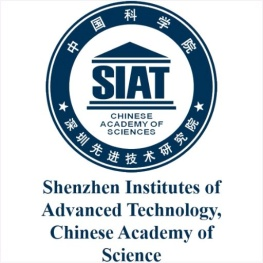 中国科学院
SIAT
CHINESE
ACADEMY OF
SCIENCES
深圳先进技术研究院
Shenzhen Institutes of
Advanced Technology,
Chinese Academy of
Science